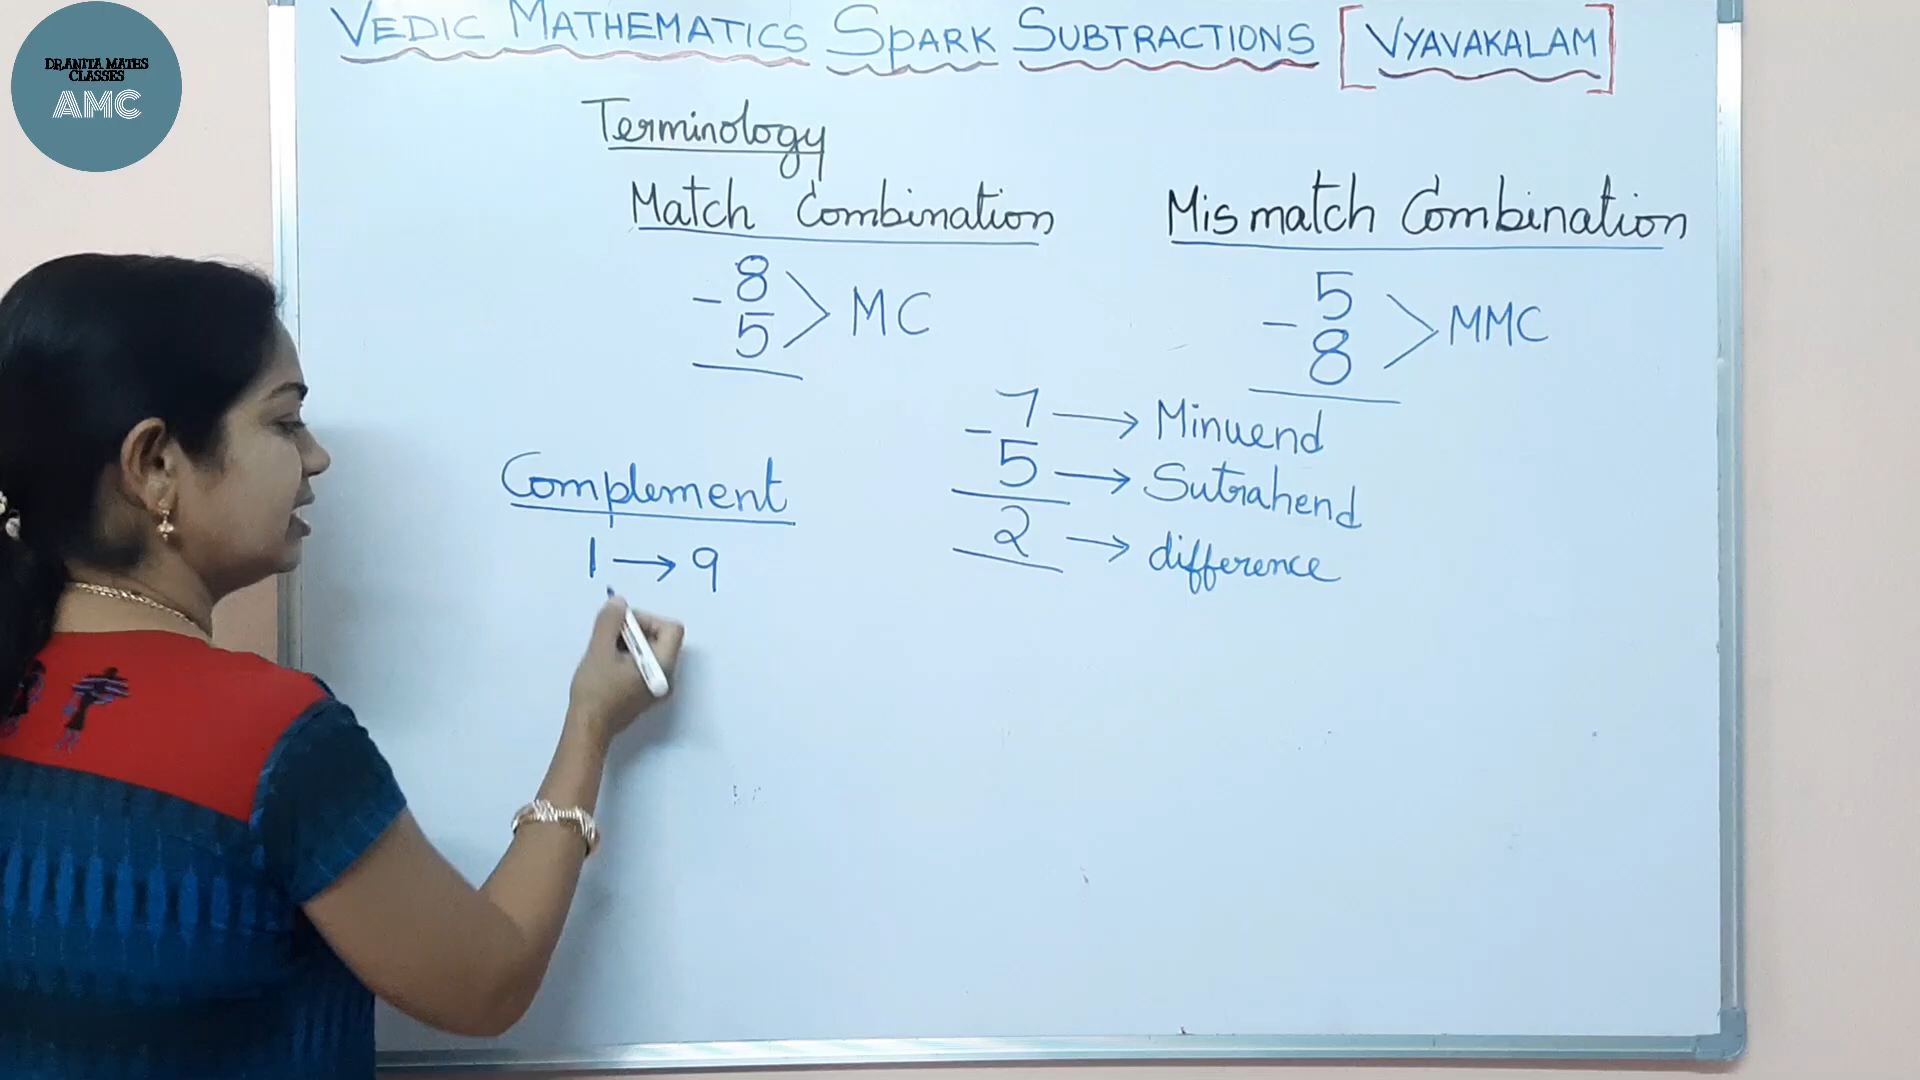 DR.ANITA MATHS
CLASSES
AMC
VEDIC MATHEMATICS SPARK SUBTRACTIONS [VYAVAKALAM]
Terminology
Match Combination
- 8
5
MC
Mismatch Combination
- 5
8
MMC
- 7 → Minuend
5 → Sutrahend
2 → difference
Complement
1 → 9